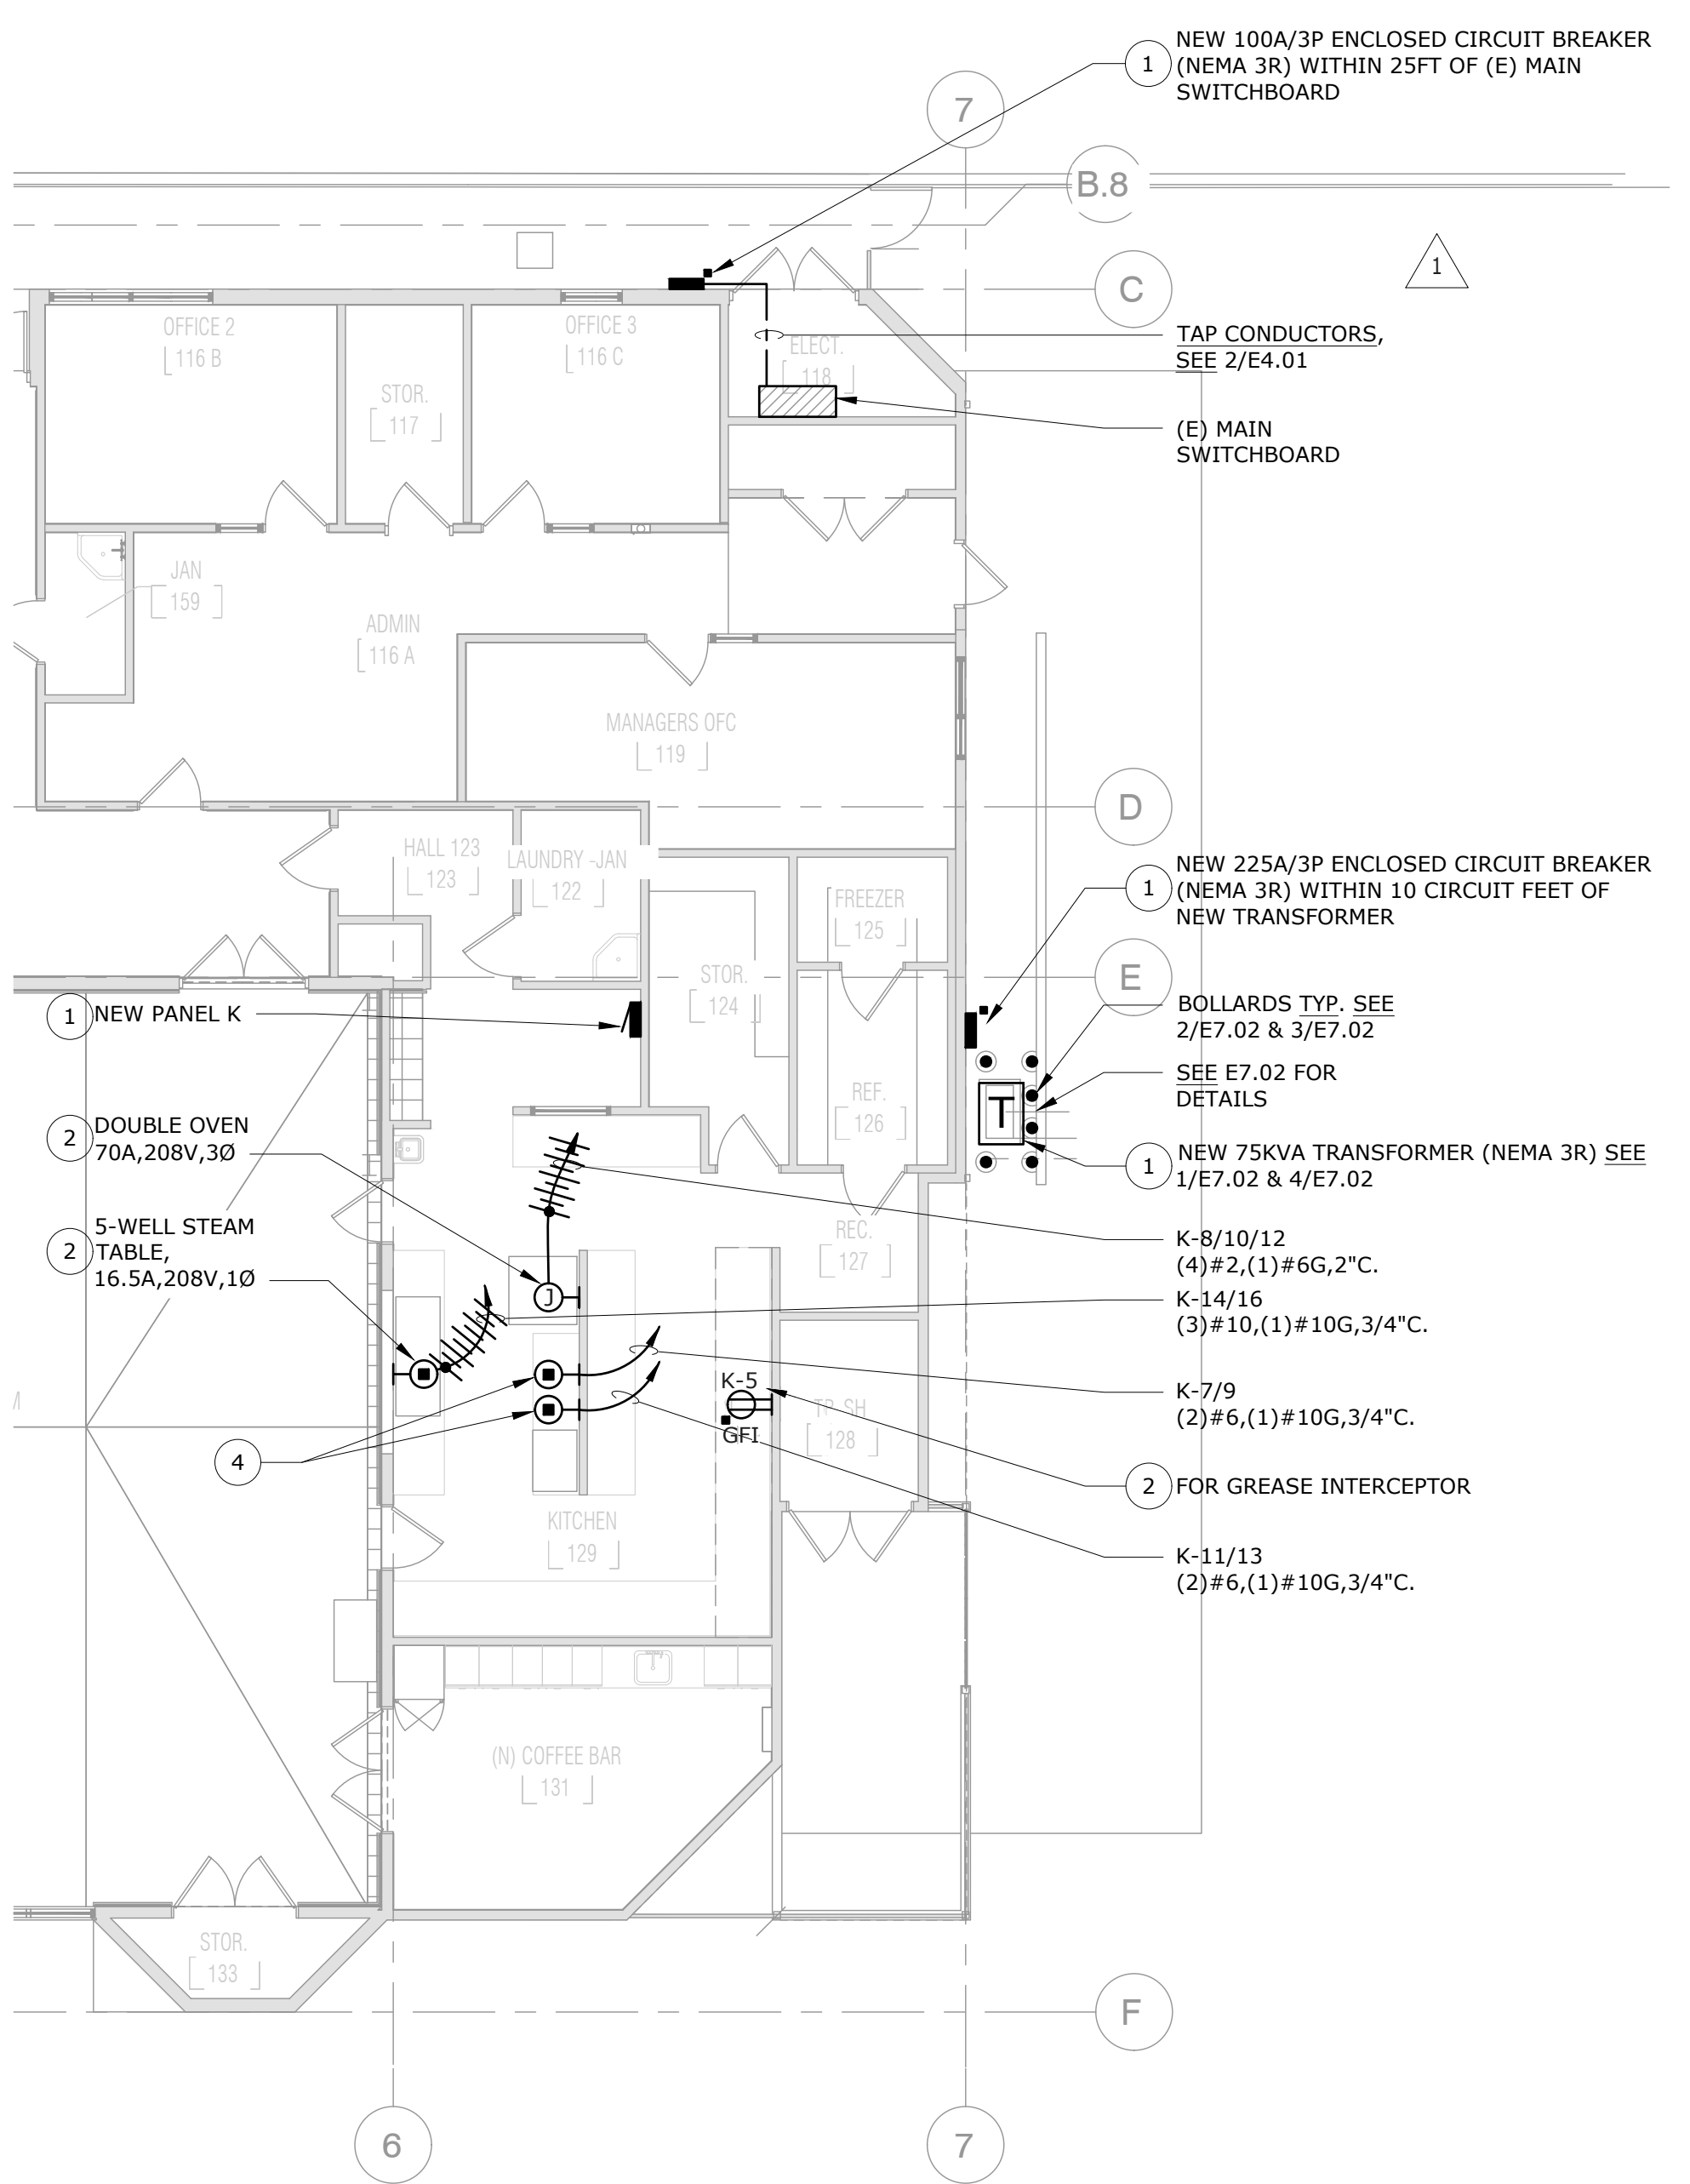 NEW 100A/3P ENCLOSED CIRCUIT BREAKER
(NEMA 3R) WITHIN 25FT OF (E) MAIN
SWITCHBOARD
1
7
B.8
1
C
OFFICE 2
116 B
STOR.
117
OFFICE 3
116 C
ELECT.
118
TAP CONDUCTORS,
SEE 2/E4.01
(E) MAIN
SWITCHBOARD
JAN
159
ADMIN
116 A
MANAGERS OFC
119
D
HALL 123
123
LAUNDRY -JAN
122
FREEZER
125
1
NEW 225A/3P ENCLOSED CIRCUIT BREAKER
(NEMA 3R) WITHIN 10 CIRCUIT FEET OF
NEW TRANSFORMER
STOR.
124
E
1
NEW PANEL K
BOLLARDS TYP. SEE
2/E7.02 & 3/E7.02
SEE E7.02 FOR
DETAILS
REF.
126
T
2
DOUBLE OVEN
70A,208V,3Ø
1
NEW 75KVA TRANSFORMER (NEMA 3R) SEE
1/E7.02 & 4/E7.02
2
5-WELL STEAM
TABLE,
16.5A,208V,1Ø
REC.
127
K-8/10/12
(4)#2,(1)#6G,2"C.
J
K-14/16
(3)#10,(1)#10G,3/4"C.
K-5
GFI
128
K-7/9
(2)#6,(1)#10G,3/4"C.
M
4
2
FOR GREASE INTERCEPTOR
KITCHEN
129
K-11/13
(2)#6,(1)#10G,3/4"C.
(N) COFFEE BAR
131
STOR.
133
F
6
7